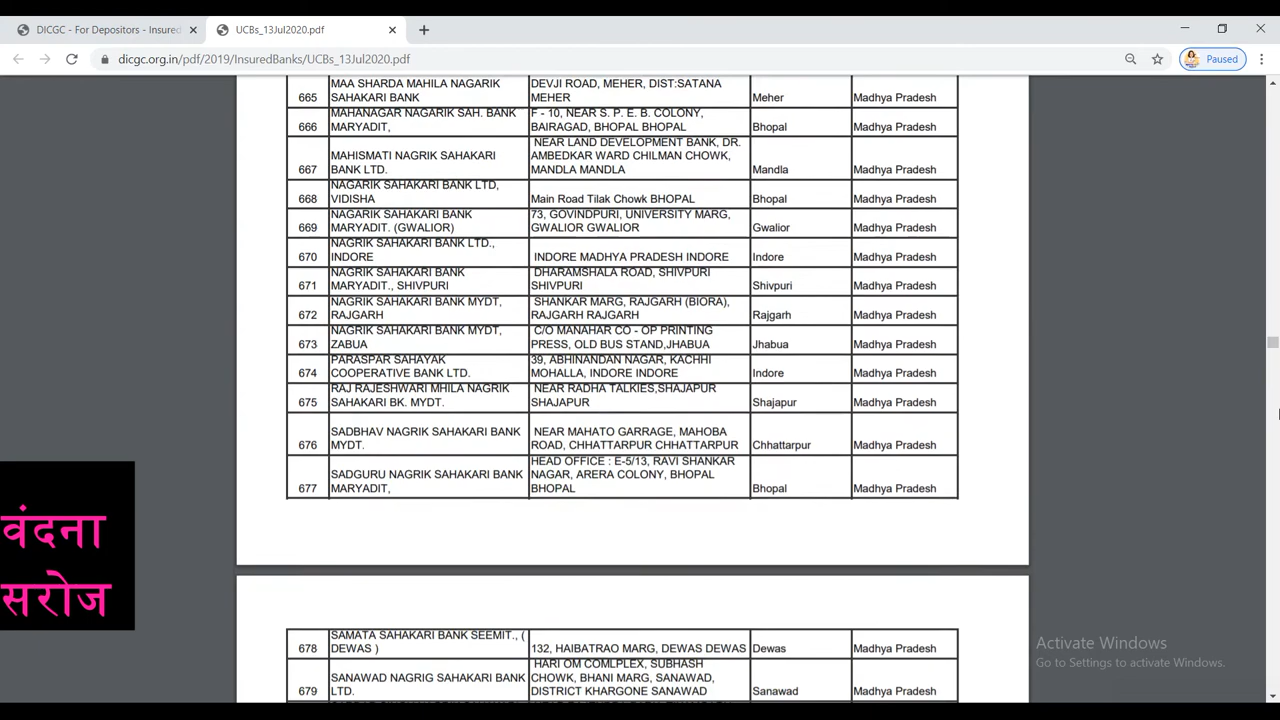 DICGC - For Depositors - Insured
UCBs_13Jul2020.pdf
dicgc.org.in/pdf/2019/InsuredBanks/UCBs_13Jul2020.pdf
Paused
665 MAA SHARDA MAHILA NAGARIK SAHAKARI BANK DEVJI ROAD, MEHER, DIST:SATANA MEHER Meher Madhya Pradesh
666 MAHANAGAR NAGARIK SAH. BANK MARYADIT, F - 10, NEAR S. P. E. B. COLONY, BAIRAGAD, BHOPAL BHOPAL Bhopal Madhya Pradesh
667 MAHISMATI NAGRIK SAHAKARI BANK LTD. NEAR LAND DEVELOPMENT BANK, DR. AMBEDKAR WARD CHILMAN CHOWK, MANDLA MANDLA Mandla Madhya Pradesh
668 NAGARIK SAHAKARI BANK LTD, VIDISHA Main Road Tilak Chowk BHOPAL Bhopal Madhya Pradesh
669 NAGARIK SAHAKARI BANK MARYADIT. (GWALIOR) 73, GOVINDPURI, UNIVERSITY MARG, GWALIOR GWALIOR Gwalior Madhya Pradesh
670 NAGRIK SAHAKARI BANK LTD., INDORE INDORE MADHYA PRADESH INDORE Indore Madhya Pradesh
671 NAGRIK SAHAKARI BANK MARYADIT., SHIVPURI DHARAMSHALA ROAD, SHIVPURI SHIVPURI Shivpuri Madhya Pradesh
672 NAGRIK SAHAKARI BANK MYDT, RAJGARH SHANKAR MARG, RAJGARH (BIORA), RAJGARH RAJGARH Rajgarh Madhya Pradesh
673 NAGRIK SAHAKARI BANK MYDT, ZABUA C/O MANAHAR CO - OP PRINTING PRESS, OLD BUS STAND,JHABUA Jhabua Madhya Pradesh
674 PARASPAR SAHAYAK COOPERATIVE BANK LTD. 39, ABHINANDAN NAGAR, KACHHI MOHALLA, INDORE INDORE Indore Madhya Pradesh
675 RAJ RAJESHWARI MHILA NAGRIK SAHAKARI BK. MYDT. NEAR RADHA TALKIES,SHAJAPUR SHAJAPUR Shajapur Madhya Pradesh
676 SADBHAV NAGRIK SAHAKARI BANK MYDT. NEAR MAHATO GARRAGE, MAHOBA ROAD, CHHATTARPUR CHHATTARPUR Chhattarpur Madhya Pradesh
677 SADGURU NAGRIK SAHAKARI BANK MARYADIT, HEAD OFFICE : E-5/13, RAVI SHANKAR NAGAR, ARERA COLONY, BHOPAL BHOPAL Bhopal Madhya Pradesh
वंदना
सरोज
678 SAMATA SAHAKARI BANK SEEMIT., ( DEWAS ) 132, HAIBATRAO MARG, DEWAS DEWAS Dewas Madhya Pradesh
679 SANAWAD NAGRIG SAHAKARI BANK LTD. HARI OM COMLPLEX, SUBHASH CHOWK, BHANI MARG, SANAWAD, DISTRICT KHARGONE SANAWAD Sanawad Madhya Pradesh
Activate Windows
Go to Settings to activate Windows.